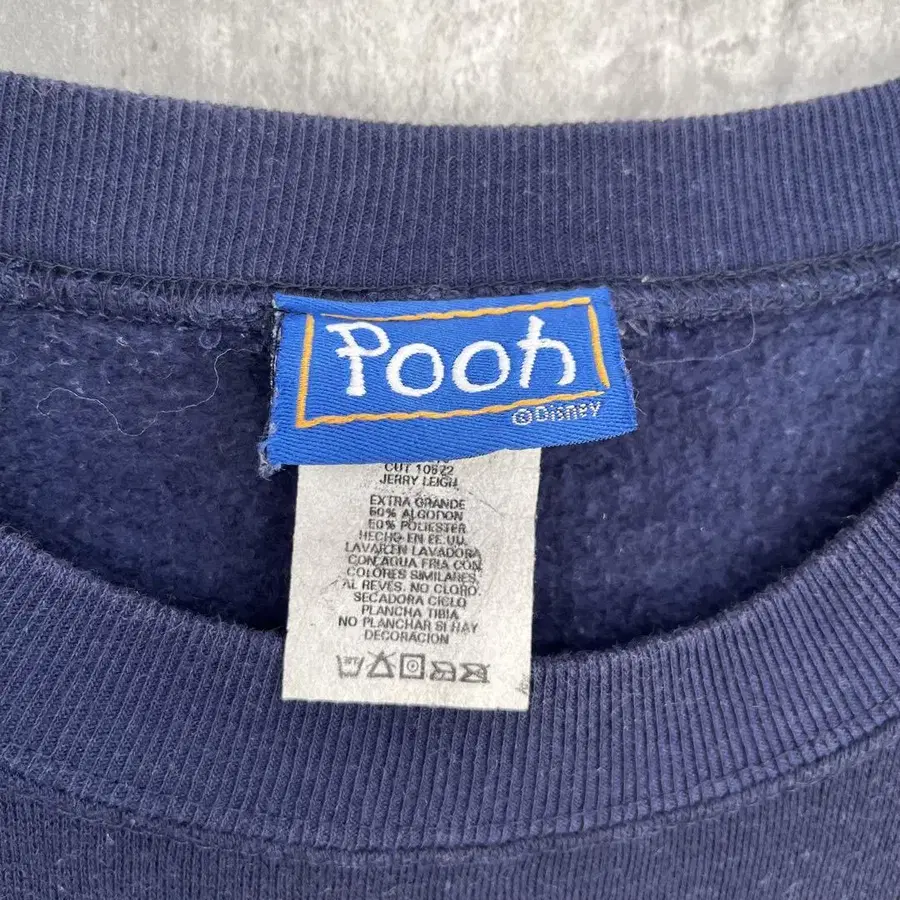 Pooh
©Disney
CUT 10822
JERRY LEIGH
EXTRA GRANDE
50% ALGODON
50% POLIESTER
HECHO EN EE.UU.
LAVAR EN LAVADORA
CON AGUA FRIA CON
COLORES SIMILARES,
AL REVES. NO CLORO.
SECADORA CICLO
PLANCHA TIBIA
NO PLANCHAR SI HAY
DECORACION